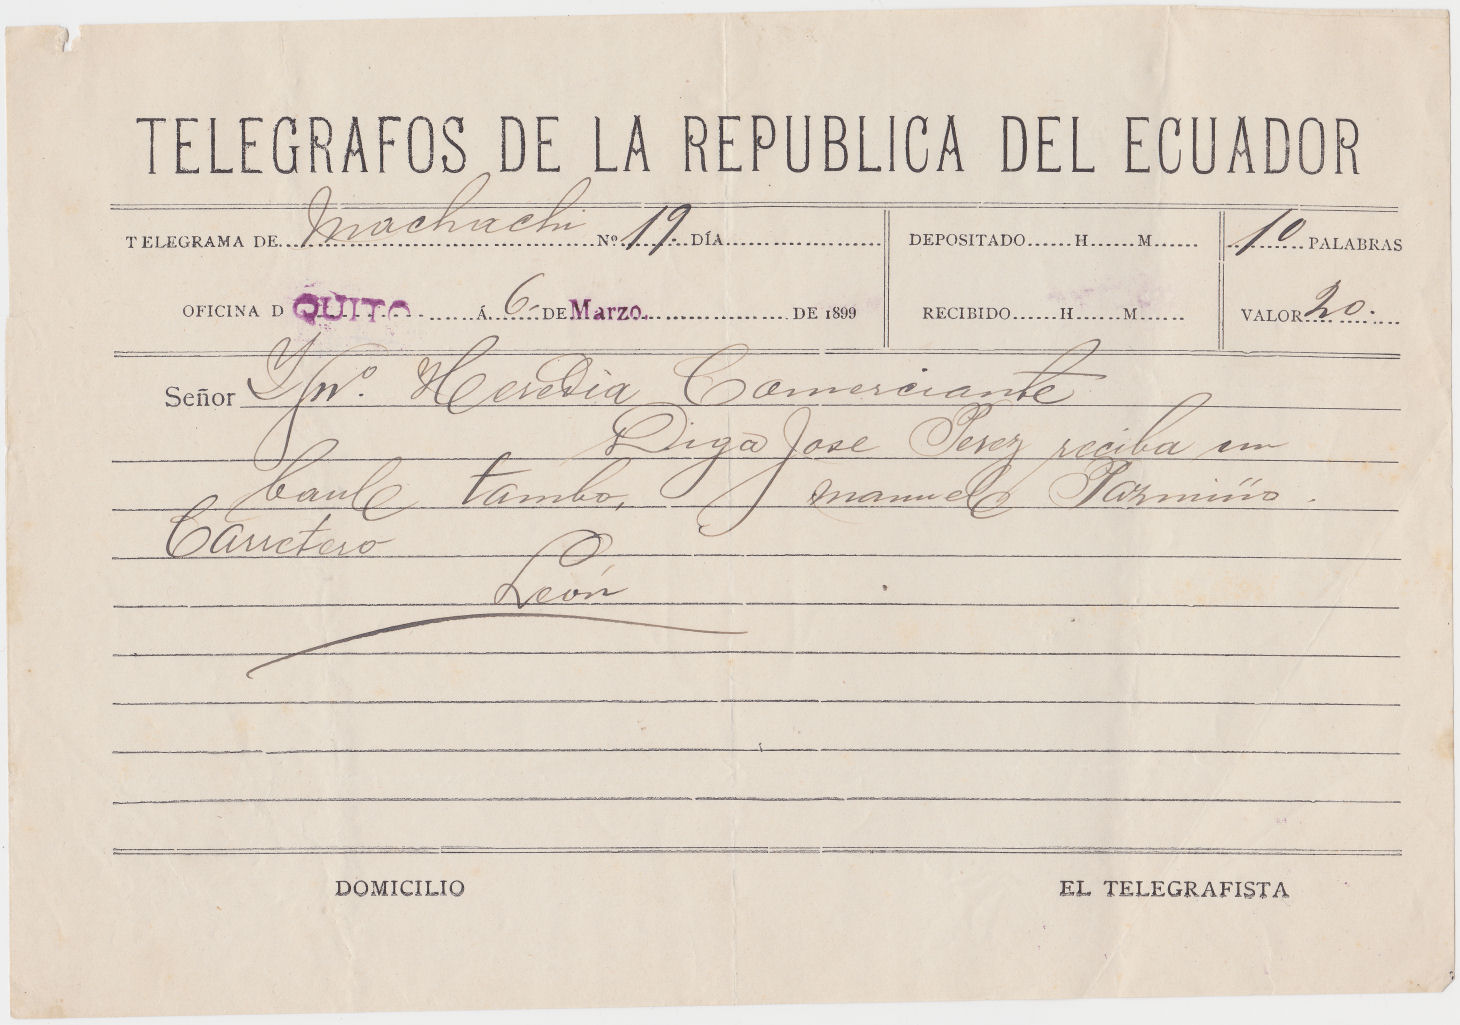 TELEGRAFOS DE LA REPUBLICA DEL ECUADOR
TELEGRAMA DE Machachi Nº 19. DÍA DEPOSITADO H M 10 PALABRAS
OFICINA D QUITO Á 6 DE Marzo. DE 1899 RECIBIDO H M VALOR 20.
Señor Ygnº. Heredia Comerciante
Diga Jose Perez reciba un
baul tambo, manuel Pazmiño.
Carretero
León
DOMICILIO EL TELEGRAFISTA